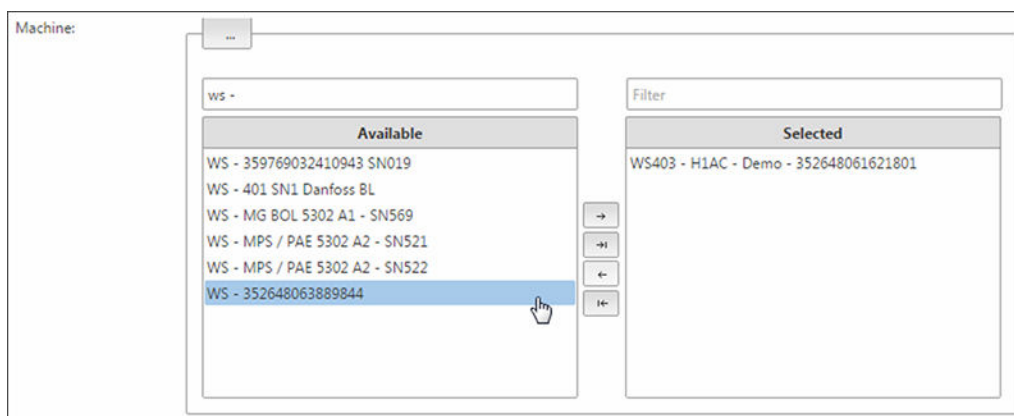 Machine:
...
ws -
Filter
Available
Selected
WS - 359769032410943 SN019
WS - 401 SN1 Danfoss BL
WS - MG BOL 5302 A1 - SN569
WS - MPS / PAE 5302 A2 - SN521
WS - MPS / PAE 5302 A2 - SN522
WS - 352648063889844
WS403 - H1AC - Demo - 352648061621801